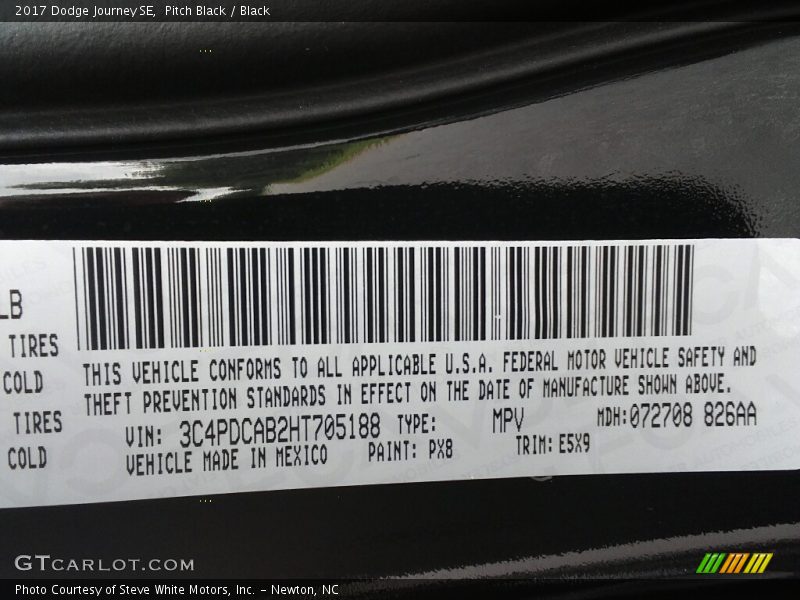 2017 Dodge Journey SE, Pitch Black / Black
LB
TIRES
COLD
TIRES
COLD
THIS VEHICLE CONFORMS TO ALL APPLICABLE U.S.A. FEDERAL MOTOR VEHICLE SAFETY AND
THEFT PREVENTION STANDARDS IN EFFECT ON THE DATE OF MANUFACTURE SHOWN ABOVE.
VIN: 3C4PDCAB2HT705188 TYPE: MPV MDH:072708 826AA
VEHICLE MADE IN MEXICO PAINT: PX8 TRIM: E5X9
GTCARLOT.COM
Photo Courtesy of Steve White Motors, Inc. – Newton, NC